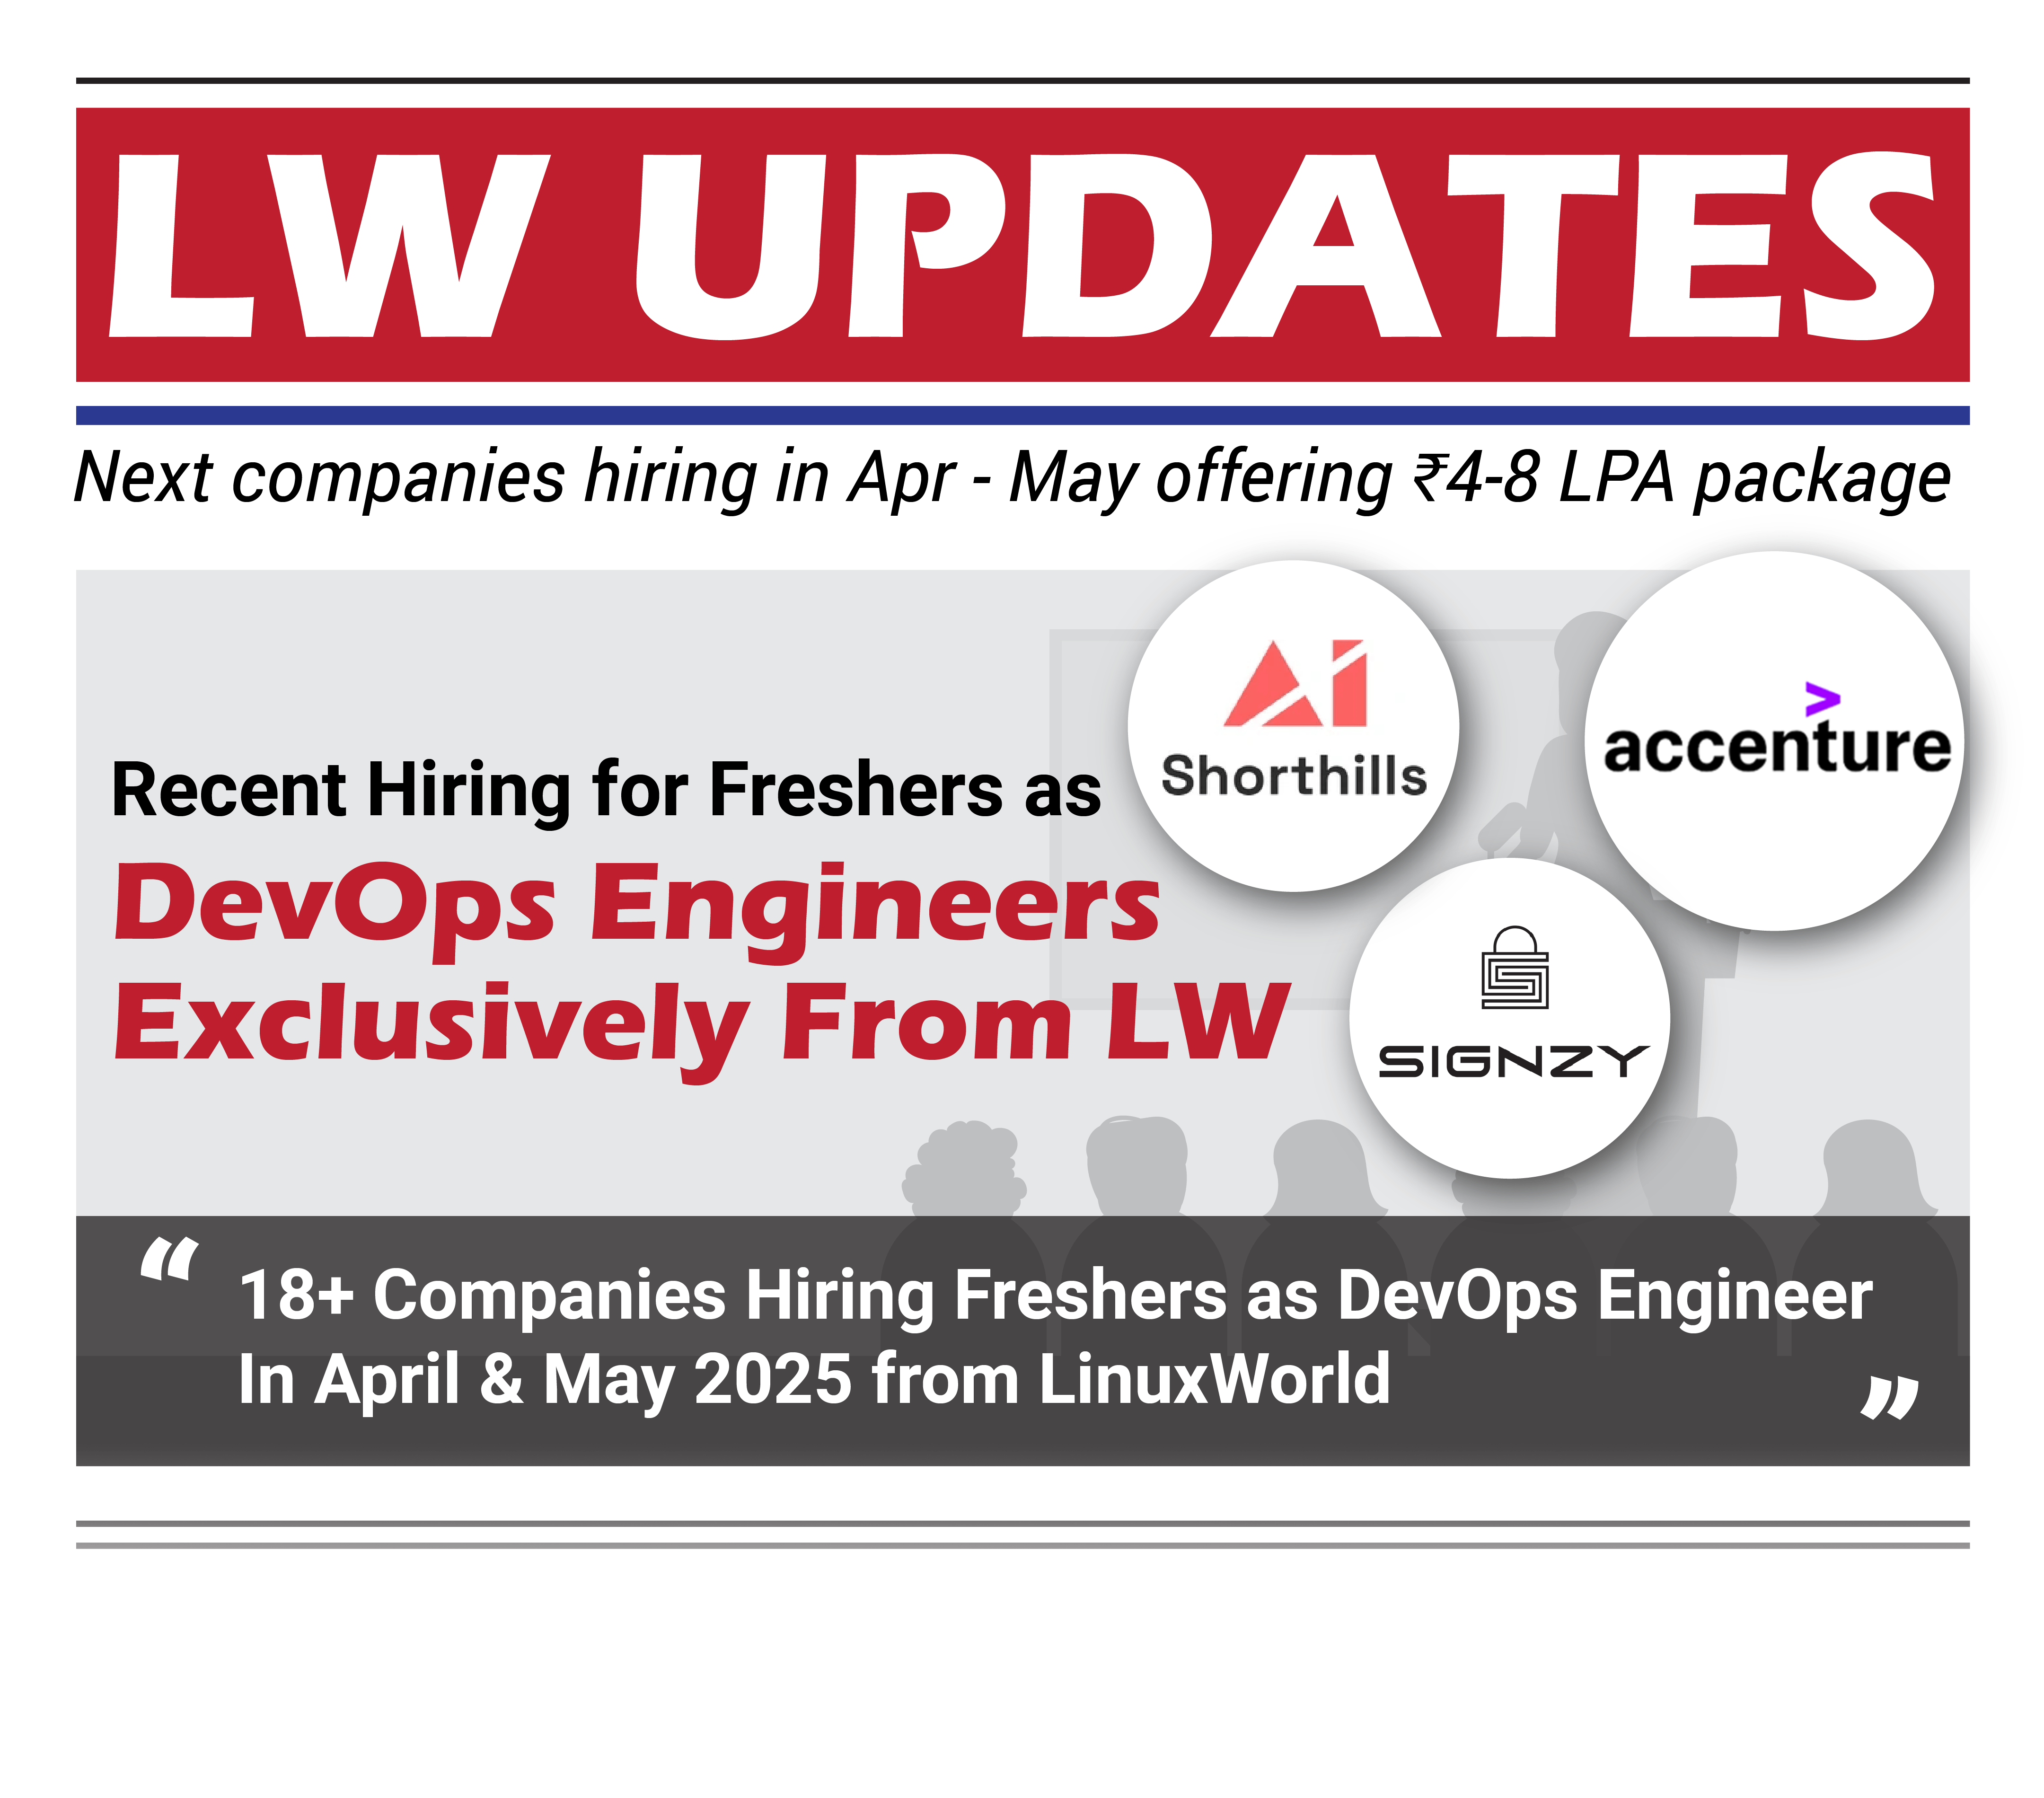 LW UPDATES
Next companies hiring in Apr - May offering ₹4-8 LPA package
Ai
Shorthills
accenture
Recent Hiring for Freshers as
DevOps Engineers
Exclusively From LW
SIGNZY
“ 18+ Companies Hiring Freshers as DevOps Engineer
In April & May 2025 from LinuxWorld ”